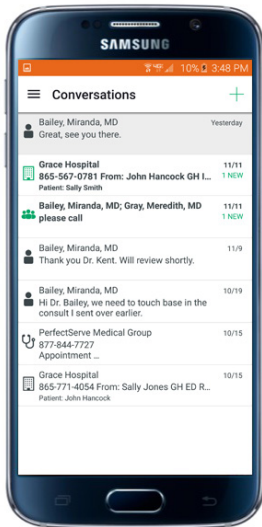 SAMSUNG
10% 3:48 PM
Conversations
Bailey, Miranda, MD Yesterday
Great, see you there.
Grace Hospital 11/11
865-567-0781 From: John Hancock GH I... 1 NEW
Patient: Sally Smith
Bailey, Miranda, MD; Gray, Meredith, MD 11/11
please call 1 NEW
Bailey, Miranda, MD 11/9
Thank you Dr. Kent. Will review shortly.
Bailey, Miranda, MD 10/19
Hi Dr. Bailey, we need to touch base in the
consult I sent over earlier.
PerfectServe Medical Group 10/15
877-844-7727
Appointment ...
Grace Hospital 10/15
865-771-4054 From: Sally Jones GH ED R...
Patient: John Hancock